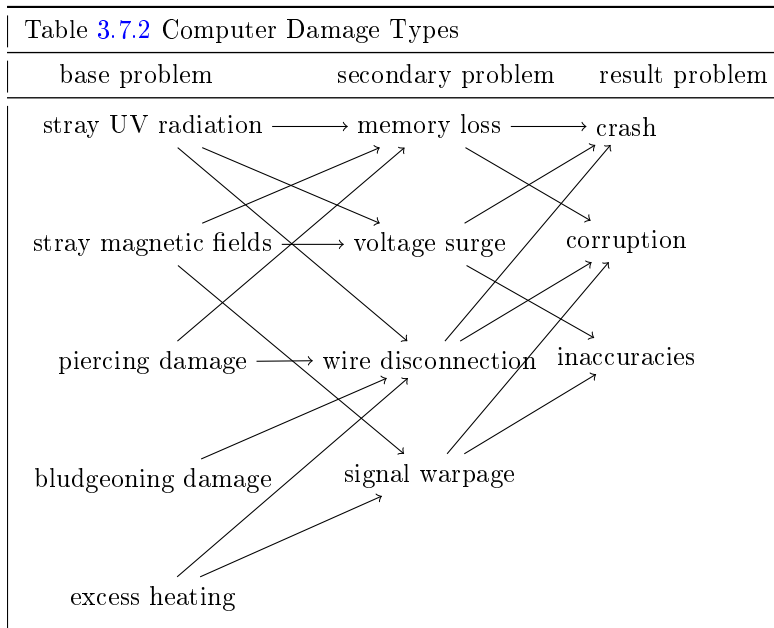 Table 3.7.2 Computer Damage Types
base problem secondary problem result problem
stray UV radiation memory loss crash
stray magnetic fields voltage surge corruption
piercing damage wire disconnection inaccuracies
bludgeoning damage signal warpage
excess heating